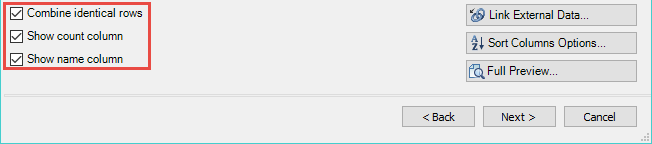 Combine identical rows
Show count column
Show name column
Link External Data...
Sort Columns Options...
Full Preview...
< Back
Next >
Cancel